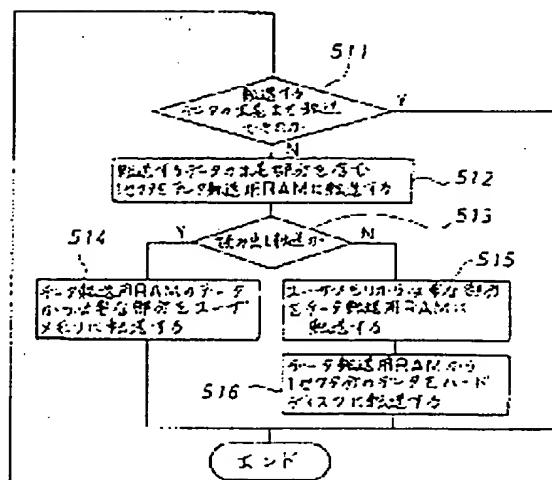 511
転送する
データの末尾まで転送
できたか
Y
N
転送するデータの末尾部分を含む
1セクタをデータ転送用RAMに転送する
512
513
読み出し転送か
Y
N
514
データ転送用RAMのデータ
から必要な部分をユーザ
メモリに転送する
515
ユーザメモリから必要な部分
をデータ転送用RAMに
転送する
516
データ転送用RAMから
1セクタ分のデータをハード
ディスクに転送する
エンド